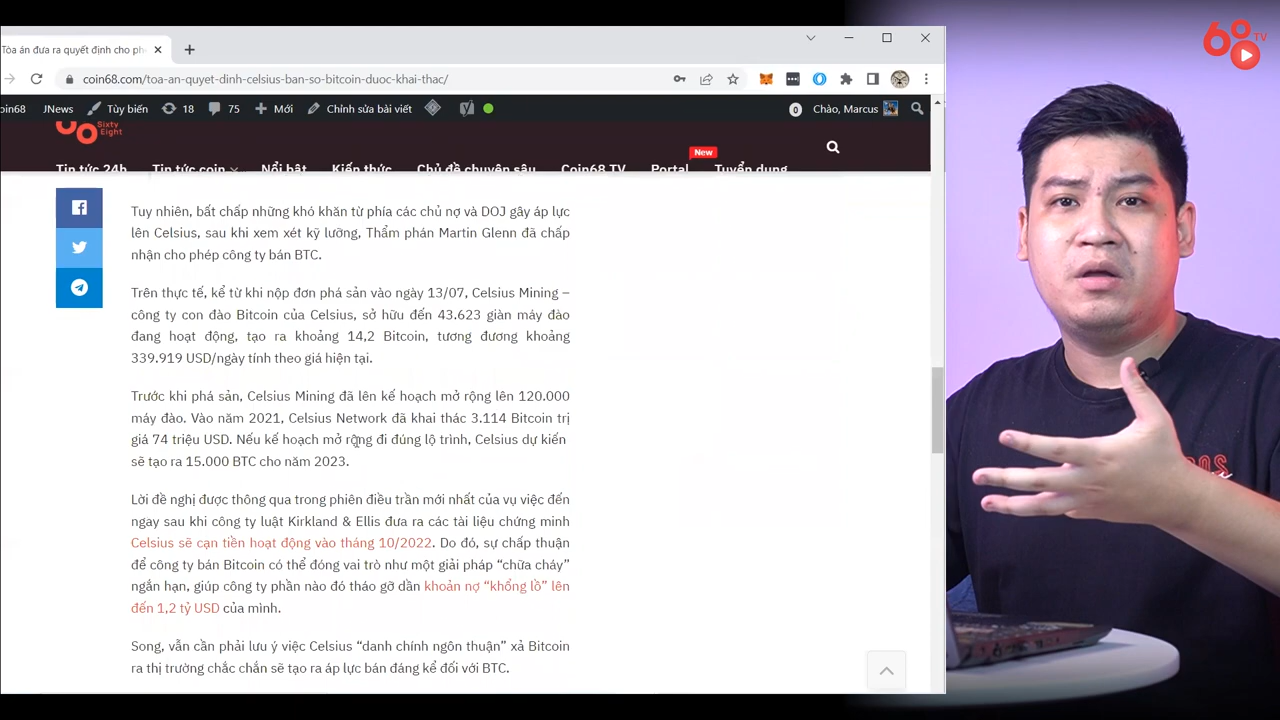 68
TV
Tòa án đưa ra quyết định cho phé
coin68.com/toa-an-quyet-dinh-celsius-ban-so-bitcoin-duoc-khai-thac/
oin68 JNews Tùy biến 18 75 Mới Chỉnh sửa bài viết 0 Chào, Marcus
Sixty
Eight
New
Tin tức 24h Tin tức coin Nổi bật Kiến thức Chủ đề chuyên sâu Coin68 TV Portal Tuyển dụng
Tuy nhiên, bất chấp những khó khăn từ phía các chủ nợ và DOJ gây áp lực
lên Celsius, sau khi xem xét kỹ lưỡng, Thẩm phán Martin Glenn đã chấp
nhận cho phép công ty bán BTC.
Trên thực tế, kể từ khi nộp đơn phá sản vào ngày 13/07, Celsius Mining –
công ty con đào Bitcoin của Celsius, sở hữu đến 43.623 giàn máy đào
đang hoạt động, tạo ra khoảng 14,2 Bitcoin, tương đương khoảng
339.919 USD/ngày tính theo giá hiện tại.
Trước khi phá sản, Celsius Mining đã lên kế hoạch mở rộng lên 120.000
máy đào. Vào năm 2021, Celsius Network đã khai thác 3.114 Bitcoin trị
giá 74 triệu USD. Nếu kế hoạch mở rộng đi đúng lộ trình, Celsius dự kiến
sẽ tạo ra 15.000 BTC cho năm 2023.
Lời đề nghị được thông qua trong phiên điều trần mới nhất của vụ việc đến
ngay sau khi công ty luật Kirkland & Ellis đưa ra các tài liệu chứng minh
Celsius sẽ cạn tiền hoạt động vào tháng 10/2022. Do đó, sự chấp thuận
để công ty bán Bitcoin có thể đóng vai trò như một giải pháp “chữa cháy”
ngắn hạn, giúp công ty phần nào đó tháo gỡ dần khoản nợ “khổng lồ” lên
đến 1,2 tỷ USD của mình.
Song, vẫn cần phải lưu ý việc Celsius “danh chính ngôn thuận” xả Bitcoin
ra thị trường chắc chắn sẽ tạo ra áp lực bán đáng kể đối với BTC.